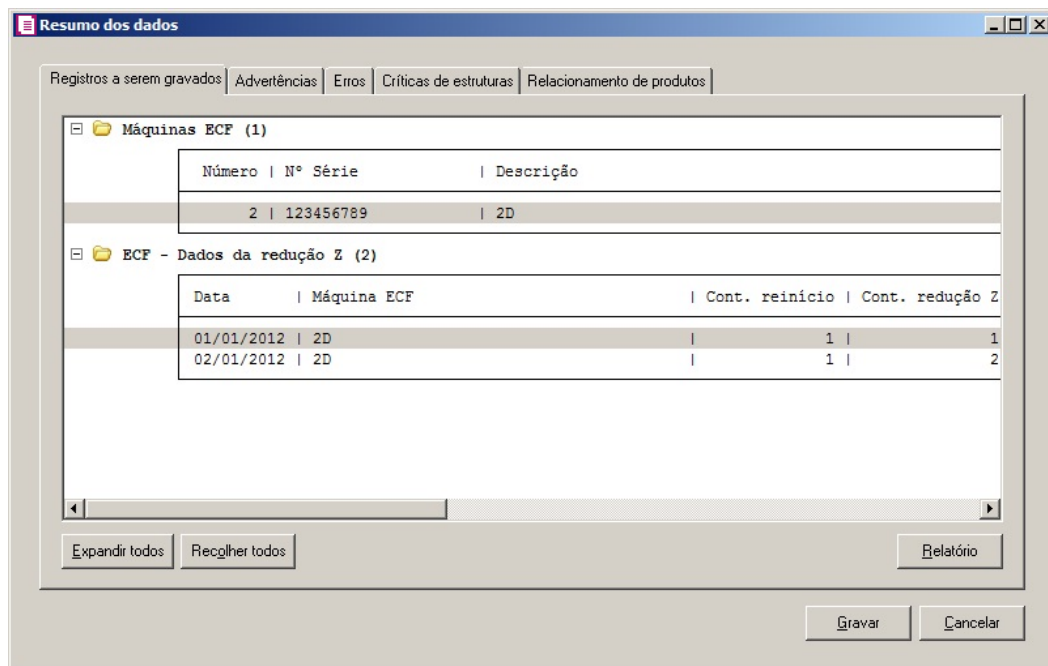 Resumo dos dados
Registros a serem gravados Advertências Erros Críticas de estruturas Relacionamento de produtos
Máquinas ECF (1)
Número | Nº Série | Descrição
2 | 123456789 | 2D
ECF - Dados da redução Z (2)
Data | Máquina ECF | Cont. reinício | Cont. redução Z
01/01/2012 | 2D | 1 | 1
02/01/2012 | 2D | 1 | 2
Expandir todos Recolher todos Relatório
Gravar Cancelar